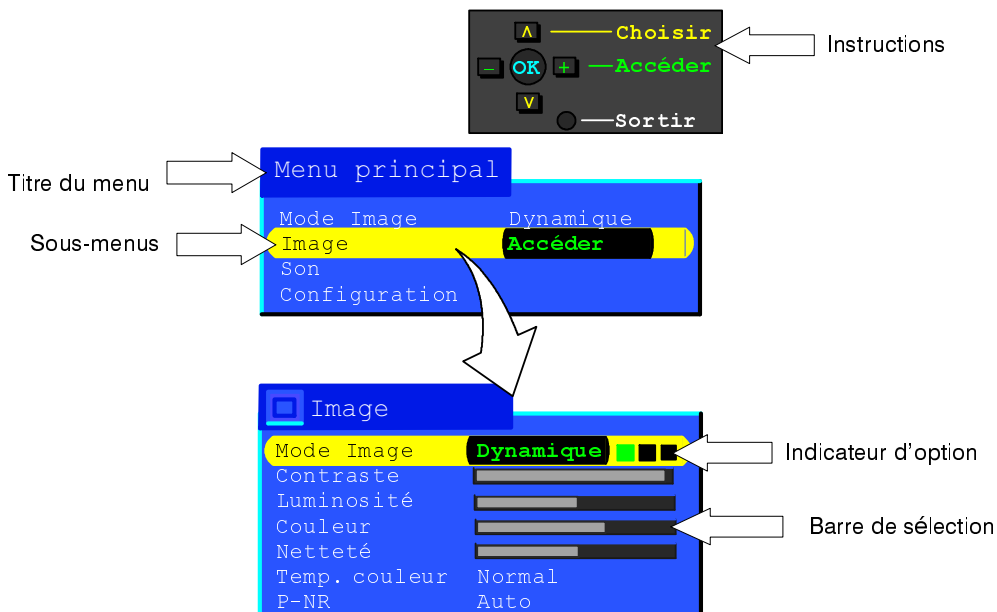 ∧ Choisir
Instructions
− OK + Accéder
∨
Sortir
Titre du menu
Menu principal
Mode Image Dynamique
Sous-menus
Image Accéder
Son
Configuration
Image
Mode Image Dynamique
Indicateur d'option
Contraste
Luminosité
Couleur
Barre de sélection
Netteté
Temp. couleur Normal
P-NR Auto